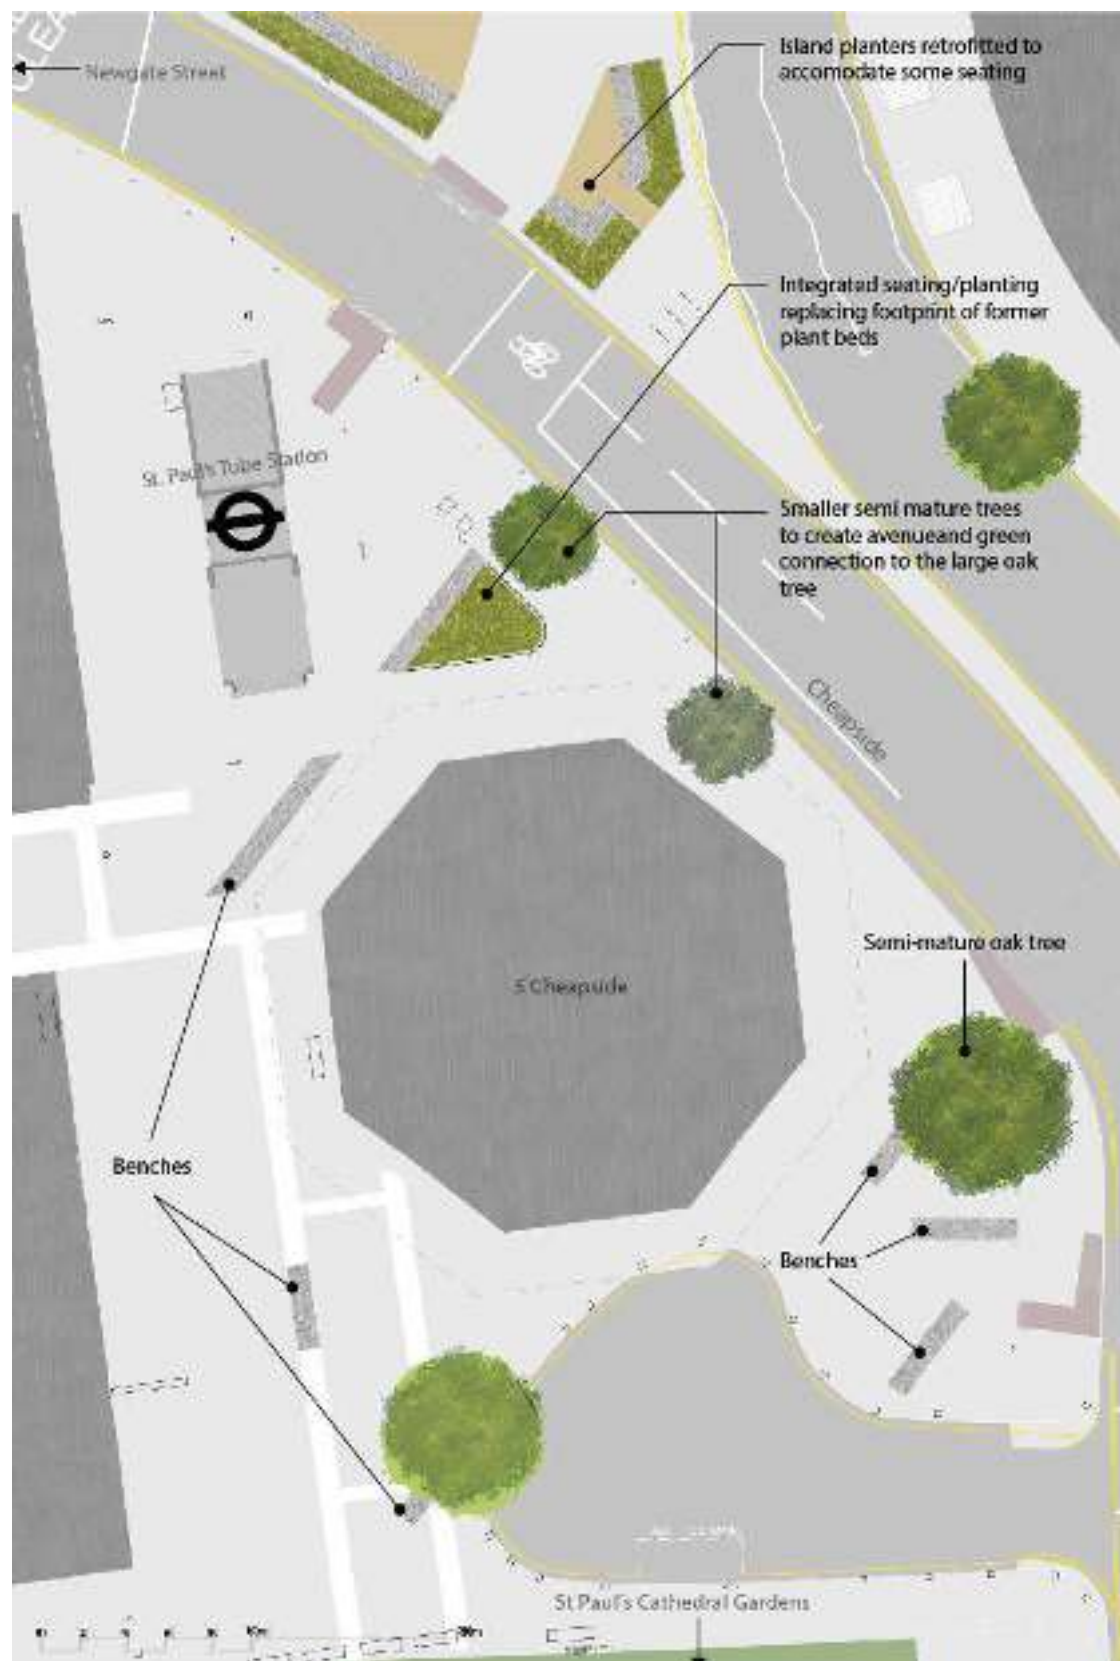 Newgate Street
Island planters retrofitted to
accomodate some seating
Integrated seating/planting
replacing footprint of former
plant beds
St. Paul's Tube Station
Smaller semi mature trees
to create avenueand green
connection to the large oak
tree
Cheapside
Semi-mature oak tree
5 Cheapside
Benches
Benches
St Paul's Cathedral Gardens